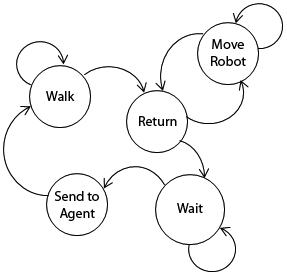 Move
Robot
Walk
Return
Send to
Agent
Wait